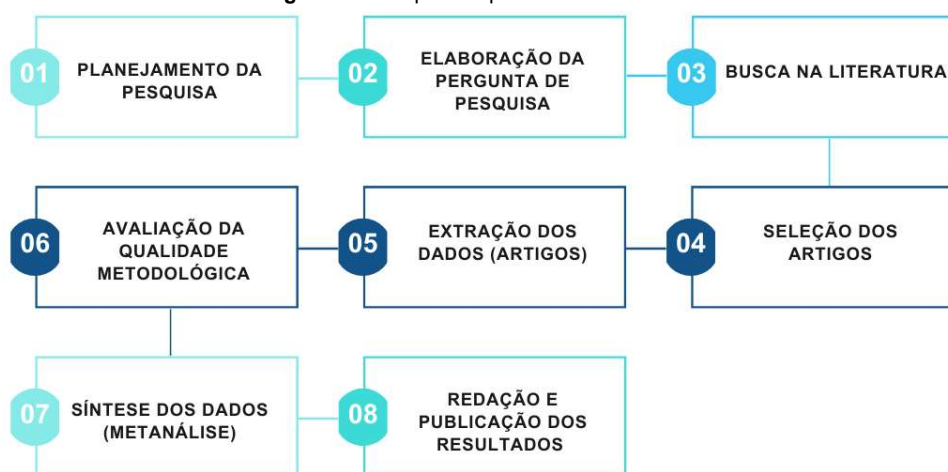 01
PLANEJAMENTO DA
PESQUISA
02
ELABORAÇÃO DA
PERGUNTA DE
PESQUISA
03
BUSCA NA LITERATURA
04
SELEÇÃO DOS
ARTIGOS
05
EXTRAÇÃO DOS
DADOS (ARTIGOS)
06
AVALIAÇÃO DA
QUALIDADE
METODOLÓGICA
07
SÍNTESE DOS DADOS
(METANÁLISE)
08
REDAÇÃO E
PUBLICAÇÃO DOS
RESULTADOS